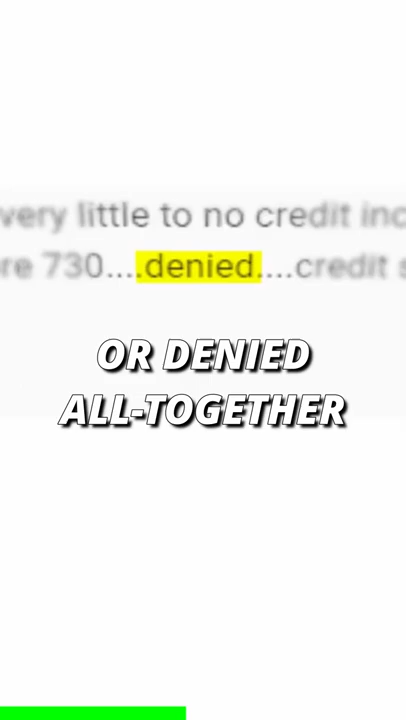 very little to no credit inc
re 730....denied....credit s
OR DENIED
ALL-TOGETHER